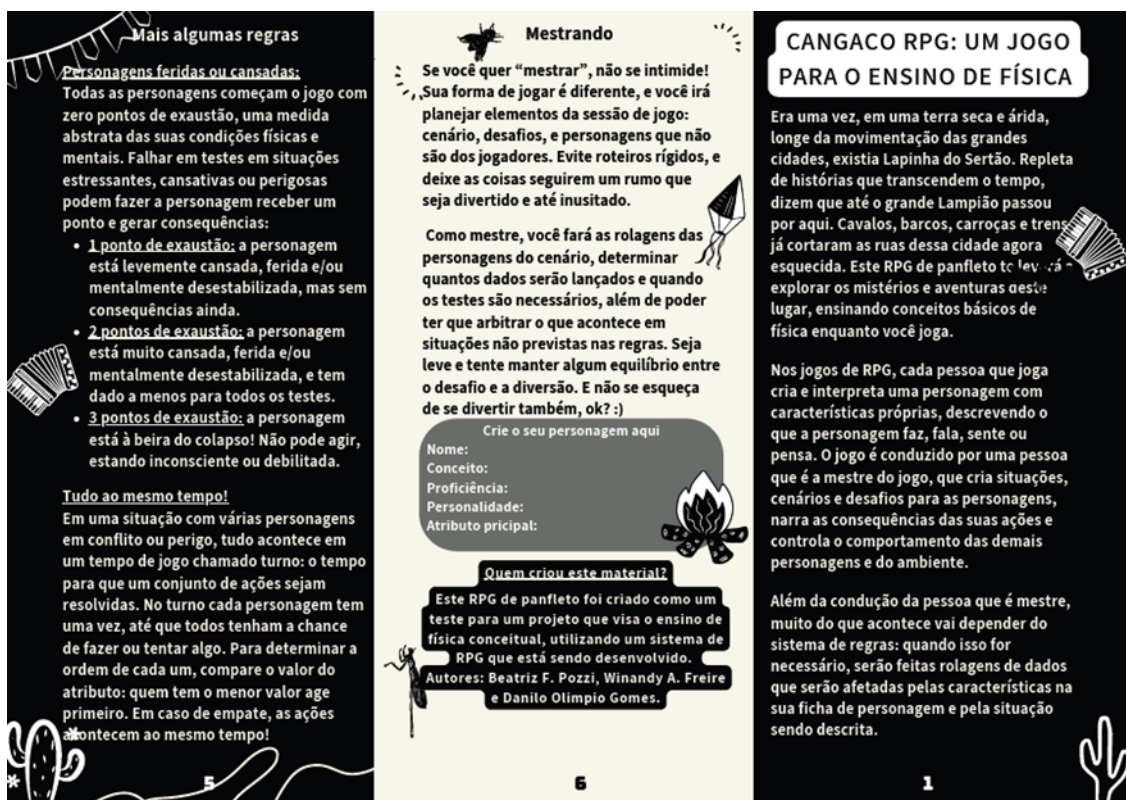 Mais algumas regras
Personagens feridas ou cansadas:
Todas as personagens começam o jogo com
zero pontos de exaustão, uma medida
abstrata das suas condições físicas e
mentais. Falhar em testes em situações
estressantes, cansativas ou perigosas
podem fazer a personagem receber um
ponto e gerar consequências:
• 1 ponto de exaustão: a personagem
está levemente cansada, ferida e/ou
mentalmente desestabilizada, mas sem
consequências ainda.
• 2 pontos de exaustão: a personagem
está muito cansada, ferida e/ou
mentalmente desestabilizada, e tem
dado a menos para todos os testes.
• 3 pontos de exaustão: a personagem
está à beira do colapso! Não pode agir,
estando inconsciente ou debilitada.
Tudo ao mesmo tempo!
Em uma situação com várias personagens
em conflito ou perigo, tudo acontece em
um tempo de jogo chamado turno: o tempo
para que um conjunto de ações sejam
resolvidas. No turno cada personagem tem
uma vez, até que todos tenham a chance
de fazer ou tentar algo. Para determinar a
ordem de cada um, compare o valor do
atributo: quem tem o menor valor age
primeiro. Em caso de empate, as ações
acontecem ao mesmo tempo!
5
Mestrando
Se você quer “mestrar”, não se intimide!
Sua forma de jogar é diferente, e você irá
planejar elementos da sessão de jogo:
cenário, desafios, e personagens que não
são dos jogadores. Evite roteiros rígidos, e
deixe as coisas seguirem um rumo que
seja divertido e até inusitado.
Como mestre, você fará as rolagens das
personagens do cenário, determinar
quantos dados serão lançados e quando
os testes são necessários, além de poder
ter que arbitrar o que acontece em
situações não previstas nas regras. Seja
leve e tente manter algum equilíbrio entre
o desafio e a diversão. E não se esqueça
de se divertir também, ok? :)
Crie o seu personagem aqui
Nome:
Conceito:
Proficiência:
Personalidade:
Atributo pricipal:
Quem criou este material?
Este RPG de panfleto foi criado como um
teste para um projeto que visa o ensino de
física conceitual, utilizando um sistema de
RPG que está sendo desenvolvido.
Autores: Beatriz F. Pozzi, Winandy A. Freire
e Danilo Olimpio Gomes.
6
CANGACO RPG: UM JOGO
PARA O ENSINO DE FÍSICA
Era uma vez, em uma terra seca e árida,
longe da movimentação das grandes
cidades, existia Lapinha do Sertão. Repleta
de histórias que transcendem o tempo,
dizem que até o grande Lampião passou
por aqui. Cavalos, barcos, carroças e trens
já cortaram as ruas dessa cidade agora
esquecida. Este RPG de panfleto te levará a
explorar os mistérios e aventuras deste
lugar, ensinando conceitos básicos de
física enquanto você joga.
Nos jogos de RPG, cada pessoa que joga
cria e interpreta uma personagem com
características próprias, descrevendo o
que a personagem faz, fala, sente ou
pensa. O jogo é conduzido por uma pessoa
que é a mestre do jogo, que cria situações,
cenários e desafios para as personagens,
narra as consequências das suas ações e
controla o comportamento das demais
personagens e do ambiente.
Além da condução da pessoa que é mestre,
muito do que acontece vai depender do
sistema de regras: quando isso for
necessário, serão feitas rolagens de dados
que serão afetadas pelas características na
sua ficha de personagem e pela situação
sendo descrita.
1